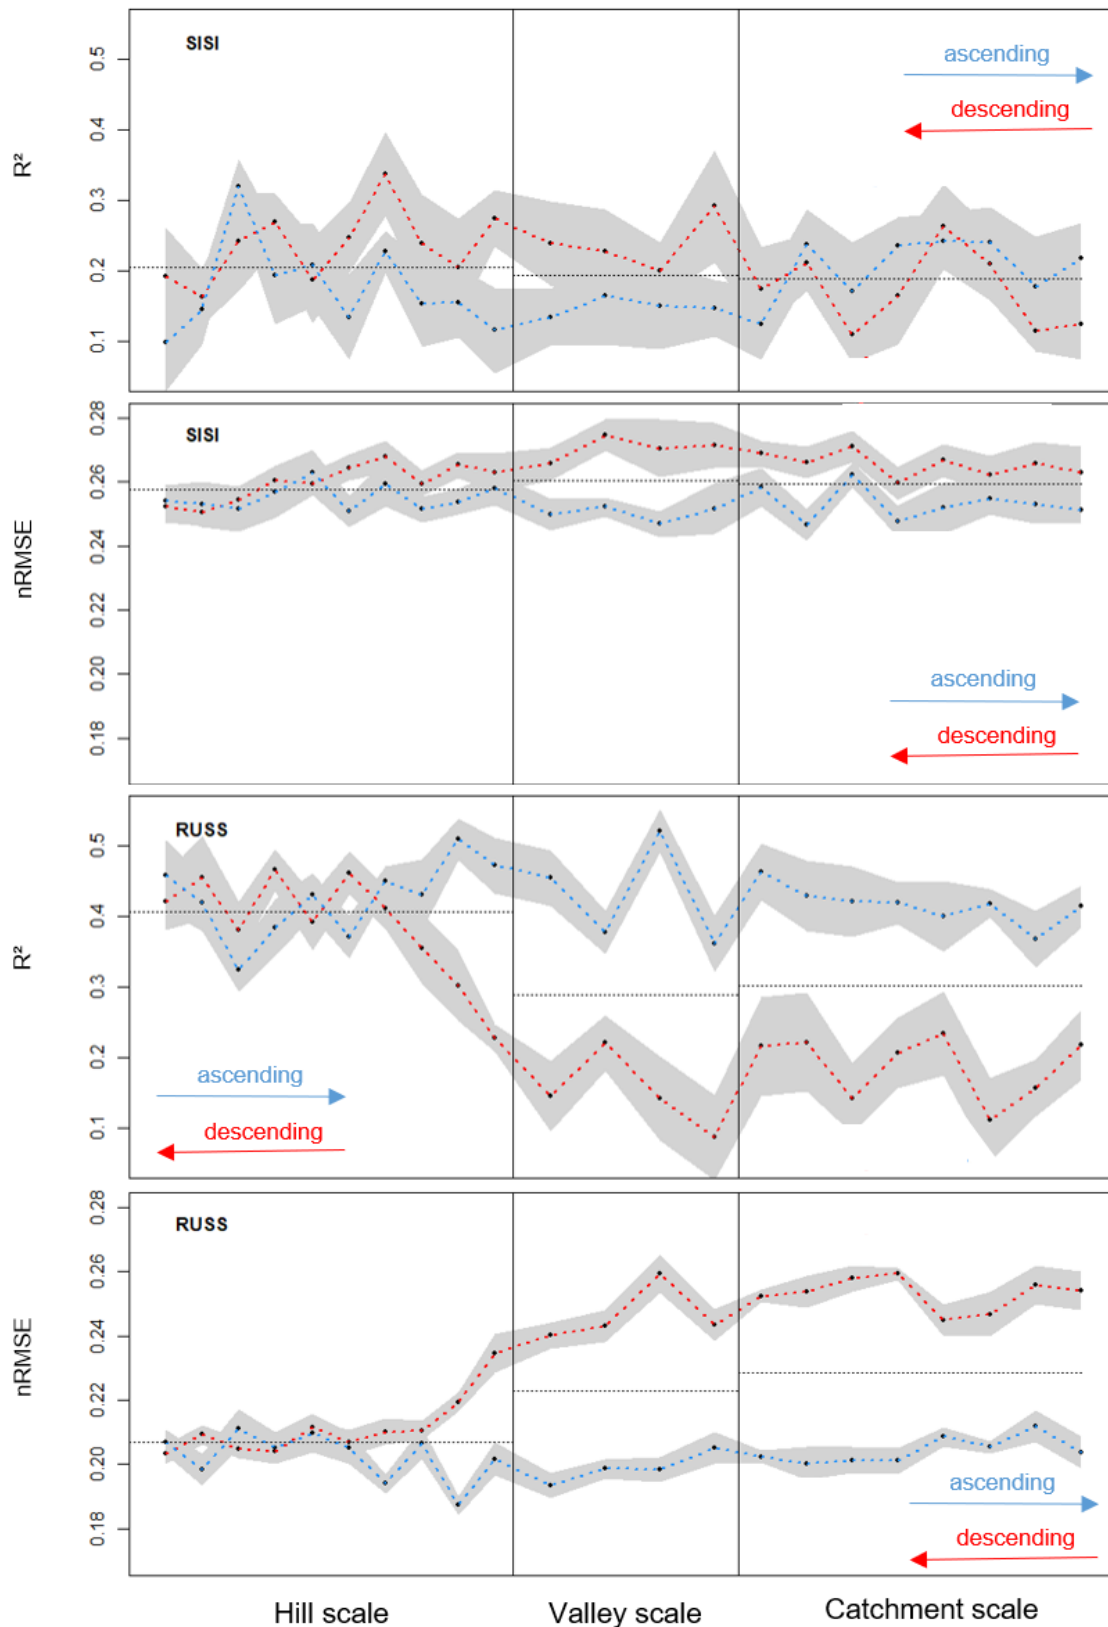 SISI
ascending
descending
R²
0.5
0.4
0.3
0.2
0.1
SISI
nRMSE
0.28
0.26
0.24
0.22
0.20
0.18
ascending
descending
RUSS
R²
0.5
0.4
0.3
0.2
0.1
ascending
descending
RUSS
nRMSE
0.28
0.26
0.24
0.22
0.20
0.18
ascending
descending
Hill scale
Valley scale
Catchment scale